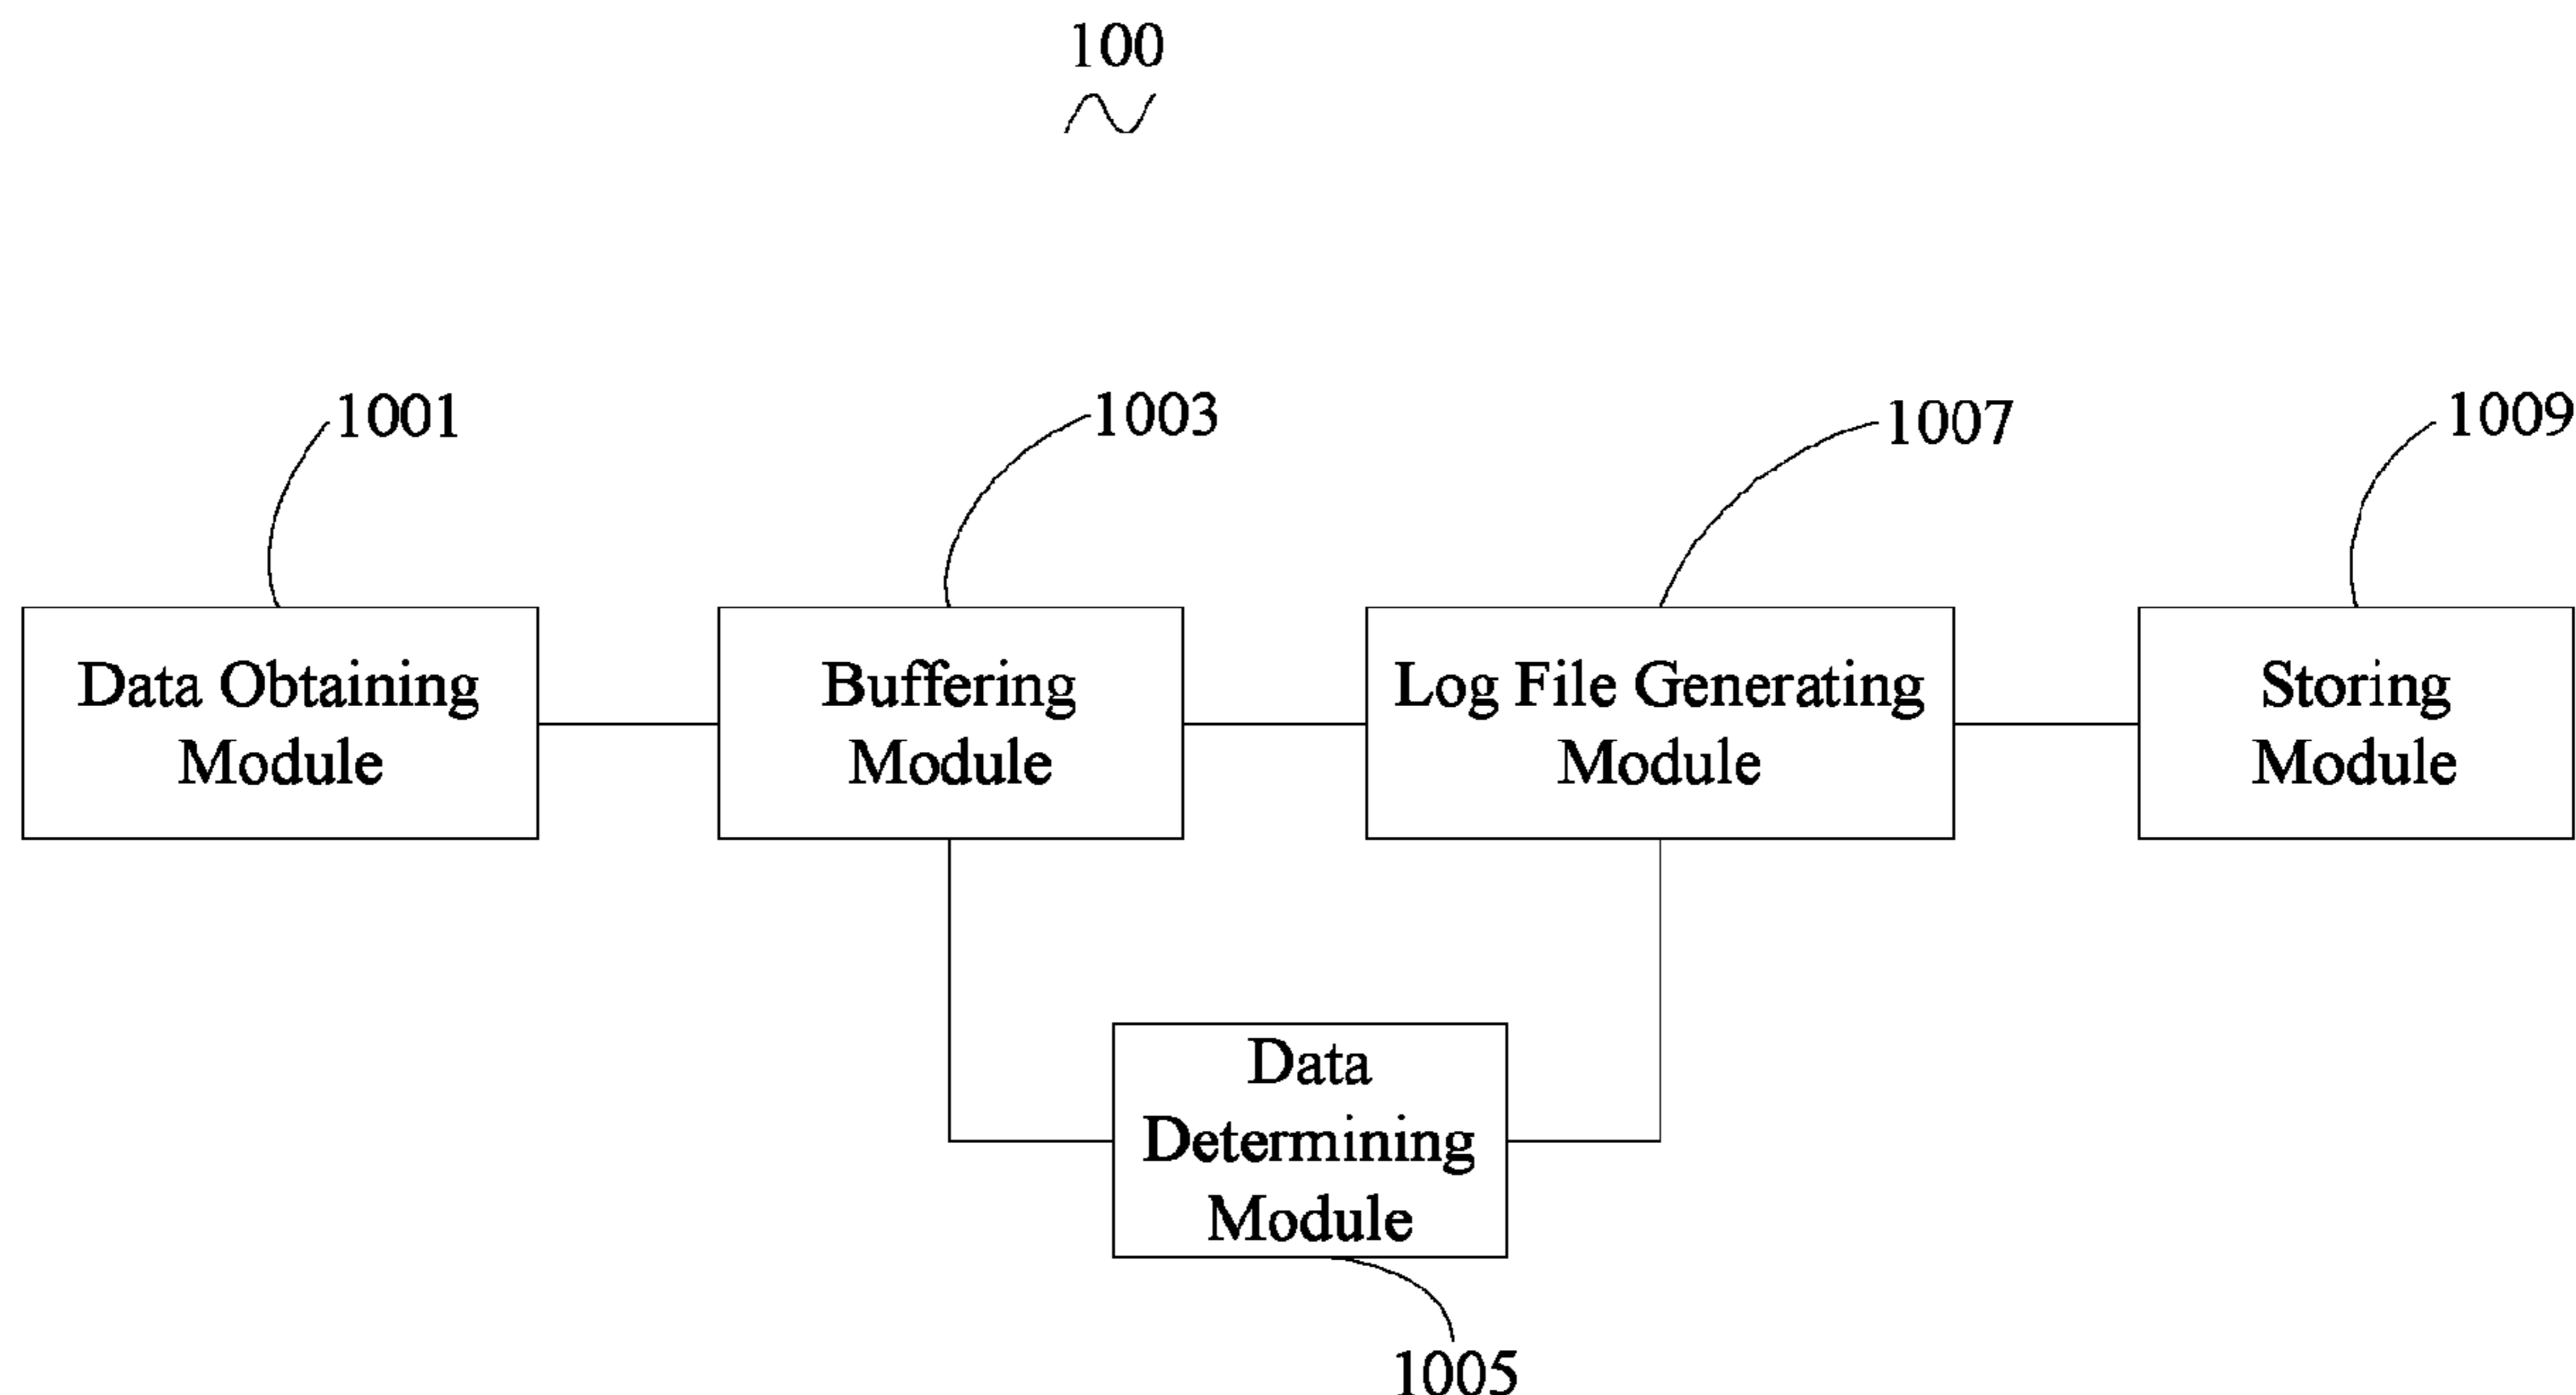 100
1001
1003
1007
1009
Data Obtaining
Module
Buffering
Module
Log File Generating
Module
Storing
Module
Data
Determining
Module
1005